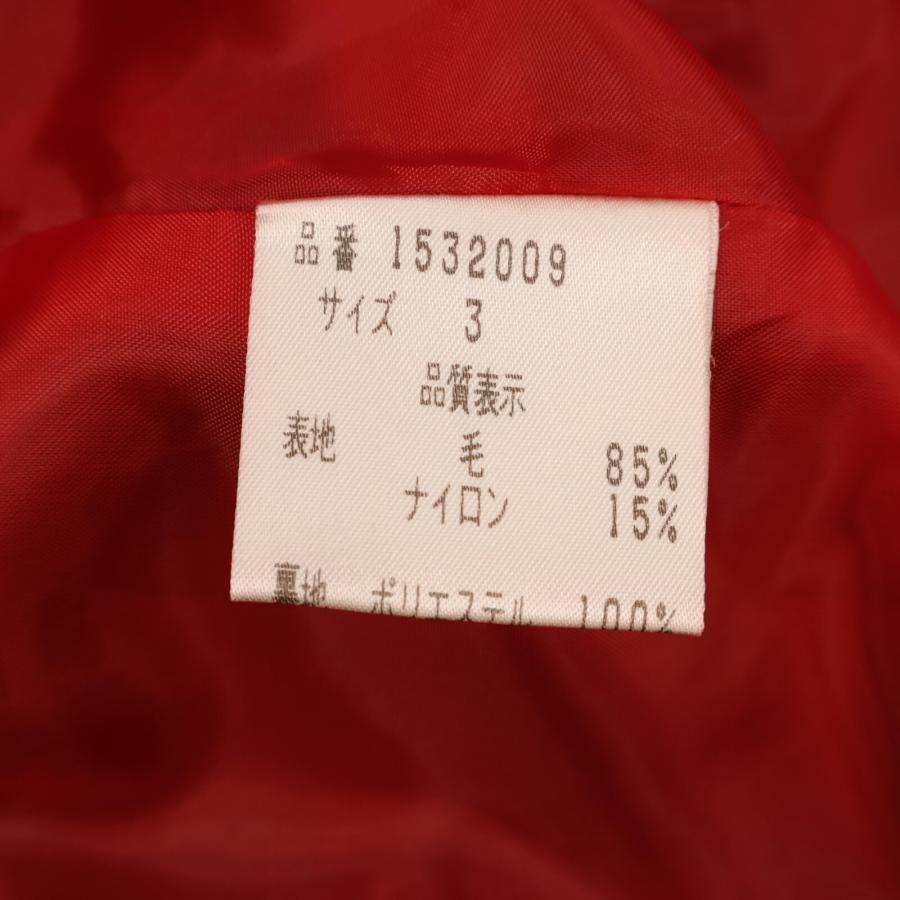 品番 1532009
サイズ 3
品質表示
表地 毛 85%
ナイロン 15%
裏地 ポリエステル 100%